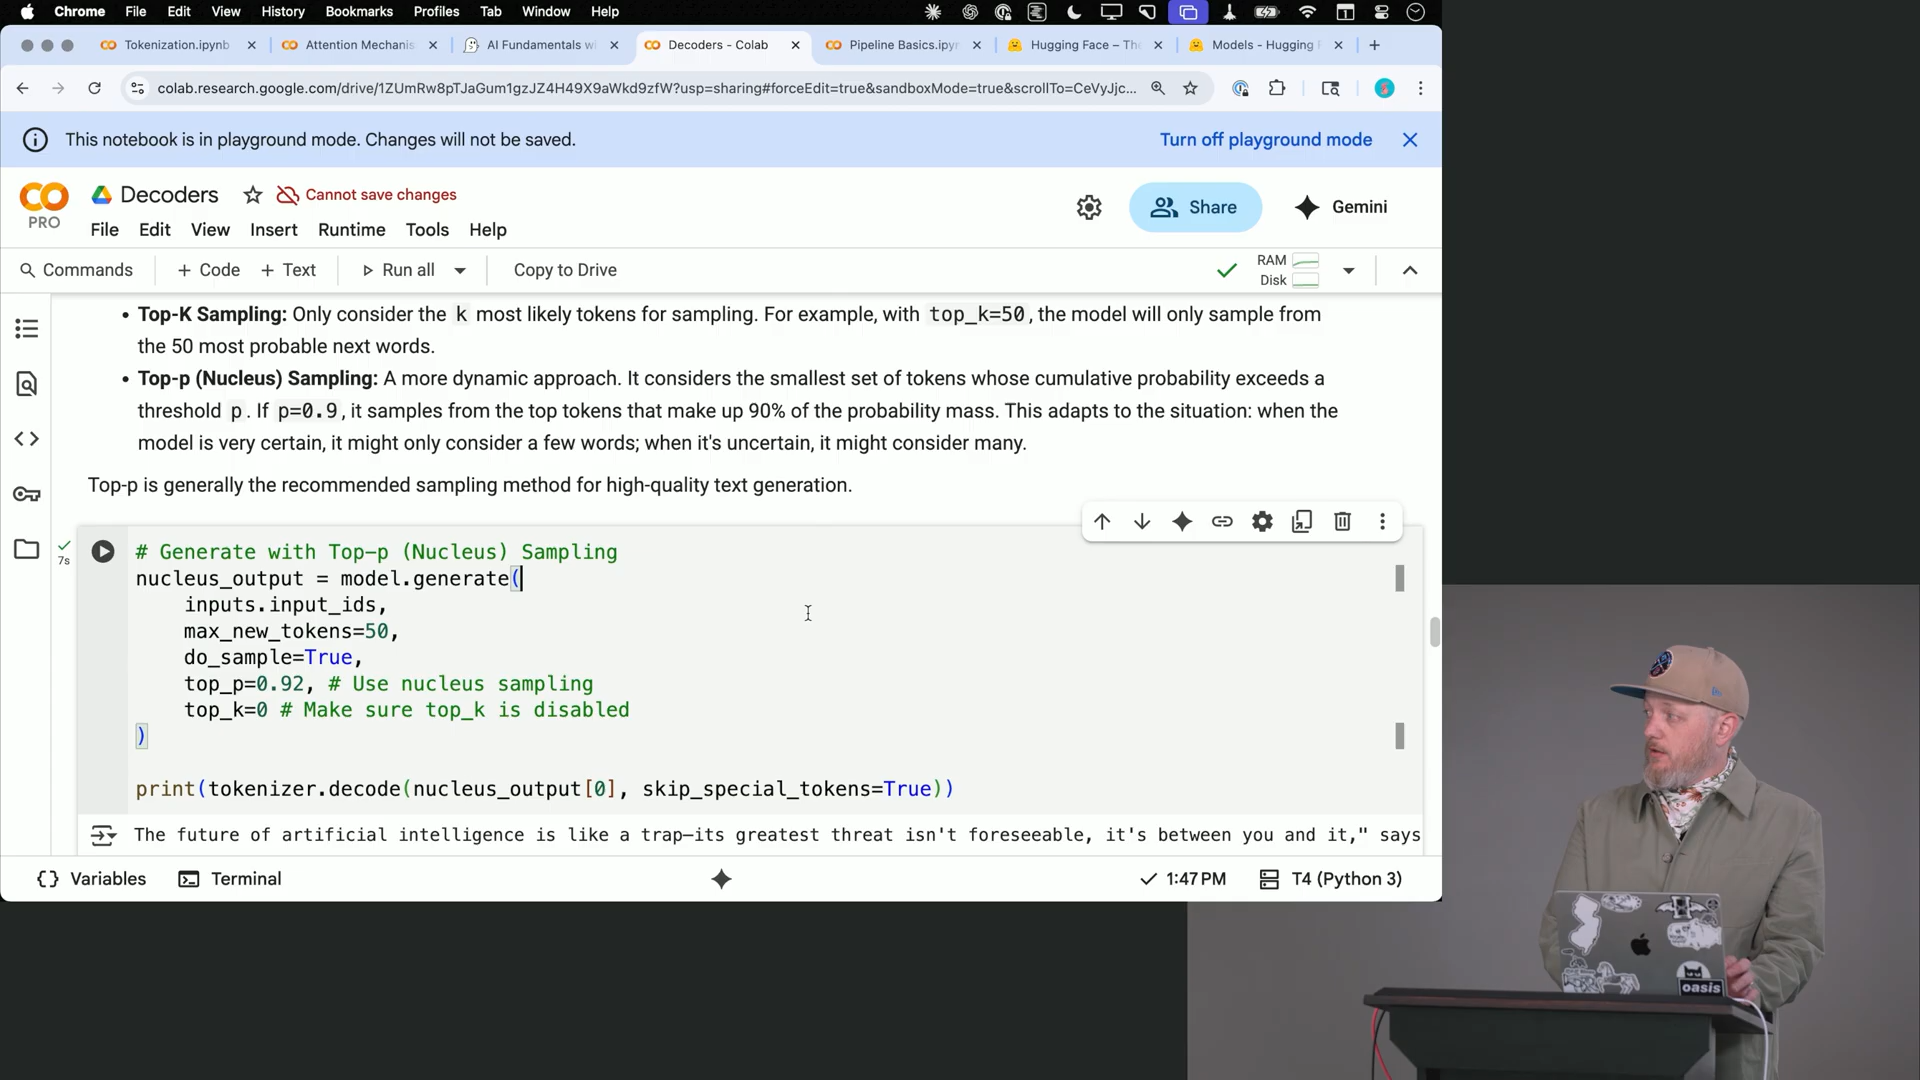 Chrome File Edit View History Bookmarks Profiles Tab Window Help
Tokenization.ipynb Attention Mechanis AI Fundamentals wi Decoders - Colab Pipeline Basics.ipyn Hugging Face – The Models - Hugging F
colab.research.google.com/drive/1ZUmRw8pTJaGum1gzJZ4H49X9aWkd9zfW?usp=sharing#forceEdit=true&sandboxMode=true&scrollTo=CeVyJjc...
This notebook is in playground mode. Changes will not be saved. Turn off playground mode
Decoders Cannot save changes
PRO
Share Gemini
File Edit View Insert Runtime Tools Help
Commands + Code + Text Run all Copy to Drive RAM
Disk
• Top-K Sampling: Only consider the k most likely tokens for sampling. For example, with top_k=50, the model will only sample from
the 50 most probable next words.
• Top-p (Nucleus) Sampling: A more dynamic approach. It considers the smallest set of tokens whose cumulative probability exceeds a
threshold p. If p=0.9, it samples from the top tokens that make up 90% of the probability mass. This adapts to the situation: when the
model is very certain, it might only consider a few words; when it's uncertain, it might consider many.
Top-p is generally the recommended sampling method for high-quality text generation.
7s
# Generate with Top-p (Nucleus) Sampling
nucleus_output = model.generate(
inputs.input_ids,
max_new_tokens=50,
do_sample=True,
top_p=0.92, # Use nucleus sampling
top_k=0 # Make sure top_k is disabled
)
print(tokenizer.decode(nucleus_output[0], skip_special_tokens=True))
The future of artificial intelligence is like a trap—its greatest threat isn't foreseeable, it's between you and it," says
{} Variables Terminal 1:47 PM T4 (Python 3)
oasis